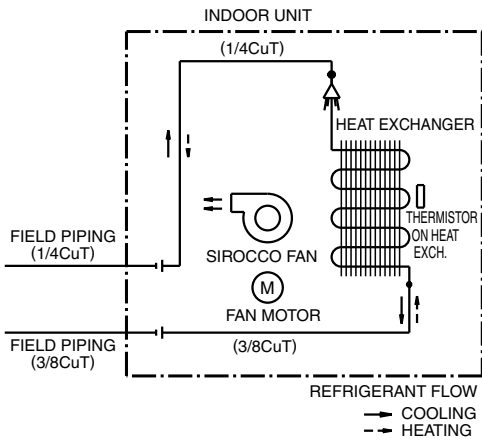 INDOOR UNIT
(1/4CuT)
HEAT EXCHANGER
THERMISTOR
ON HEAT
EXCH.
FIELD PIPING
(1/4CuT)
SIROCCO FAN
M
FAN MOTOR
FIELD PIPING
(3/8CuT)
(3/8CuT)
REFRIGERANT FLOW
COOLING
HEATING